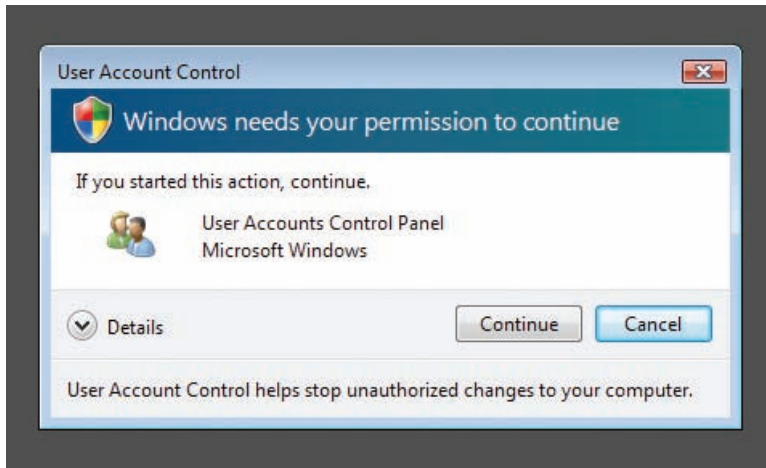 User Account Control
Windows needs your permission to continue
If you started this action, continue.
User Accounts Control Panel
Microsoft Windows
Details
Continue
Cancel
User Account Control helps stop unauthorized changes to your computer.